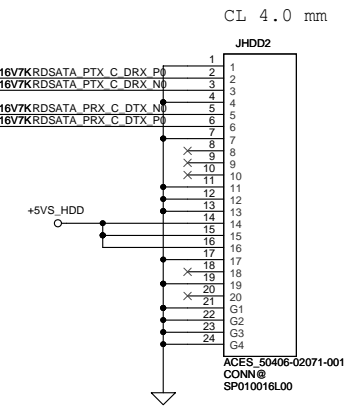 CL 4.0 mm
JHDD2
1 1
16V7K RDSATA_PTX_C_DRX_P0 2 2
16V7K RDSATA_PTX_C_DRX_N0 3 3
4 4
16V7K RDSATA_PRX_C_DTX_N0 5 5
16V7K RDSATA_PRX_C_DTX_P0 6 6
7 7
8 8
9 9
10 10
11 11
12 12
13 13
+5VS_HDD
14 14
15 15
16 16
17 17
18 18
19 19
20 20
21 G1
22 G2
23 G3
24 G4
ACES_50406-02071-001
CONN@
SP010016L00